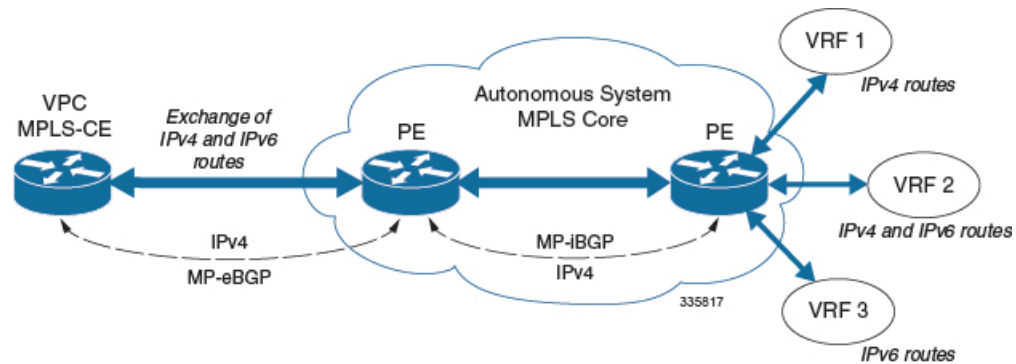 VPC
MPLS-CE
Exchange of
IPv4 and IPv6
routes
PE
Autonomous System
MPLS Core
PE
VRF 1
IPv4 routes
VRF 2
IPv4 and IPv6 routes
VRF 3
IPv6 routes
IPv4
MP-eBGP
MP-iBGP
IPv4
335817